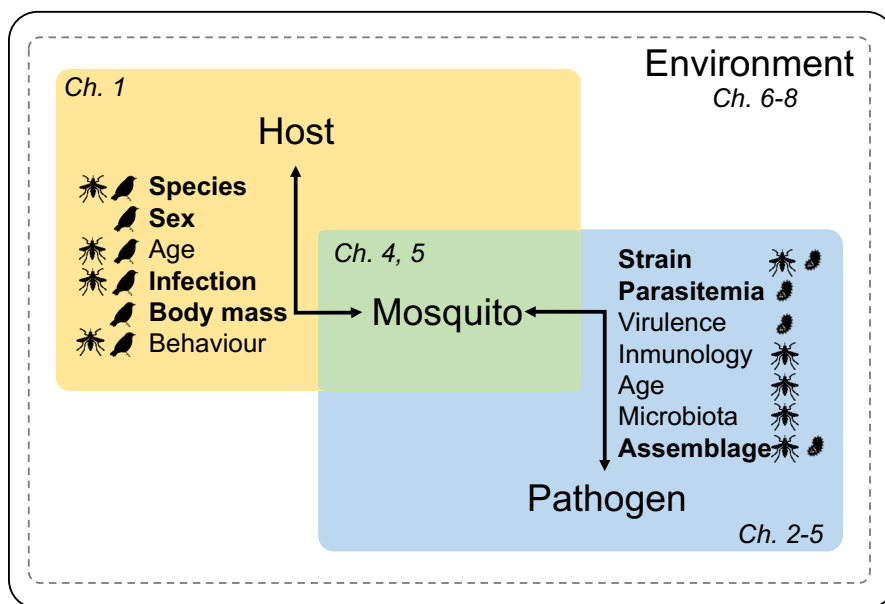 Environment
Ch. 6-8
Ch. 1
Host
Species
Sex
Age
Infection
Body mass
Behaviour
Ch. 4, 5
Mosquito
Strain
Parasitemia
Virulence
Inmunology
Age
Microbiota
Assemblage
Pathogen
Ch. 2-5